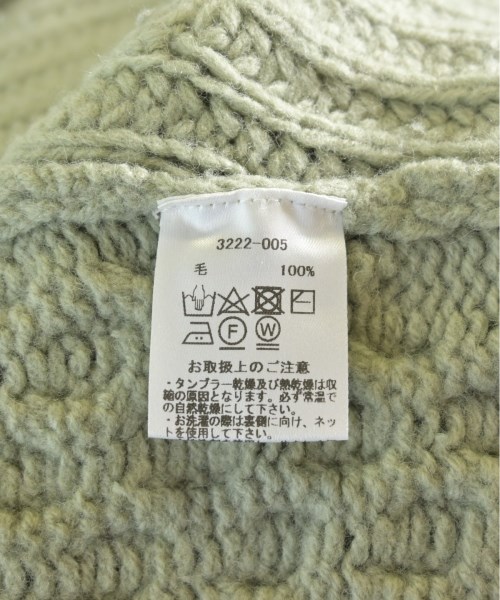 3222-005
毛 100%
F W
お取扱上のご注意
・タンブラー乾燥及び熱乾燥は収
縮の原因となります。必ず常温で
の自然乾燥にして下さい。
・お洗濯の際は裏側に向け、ネッ
トを使用して下さい。